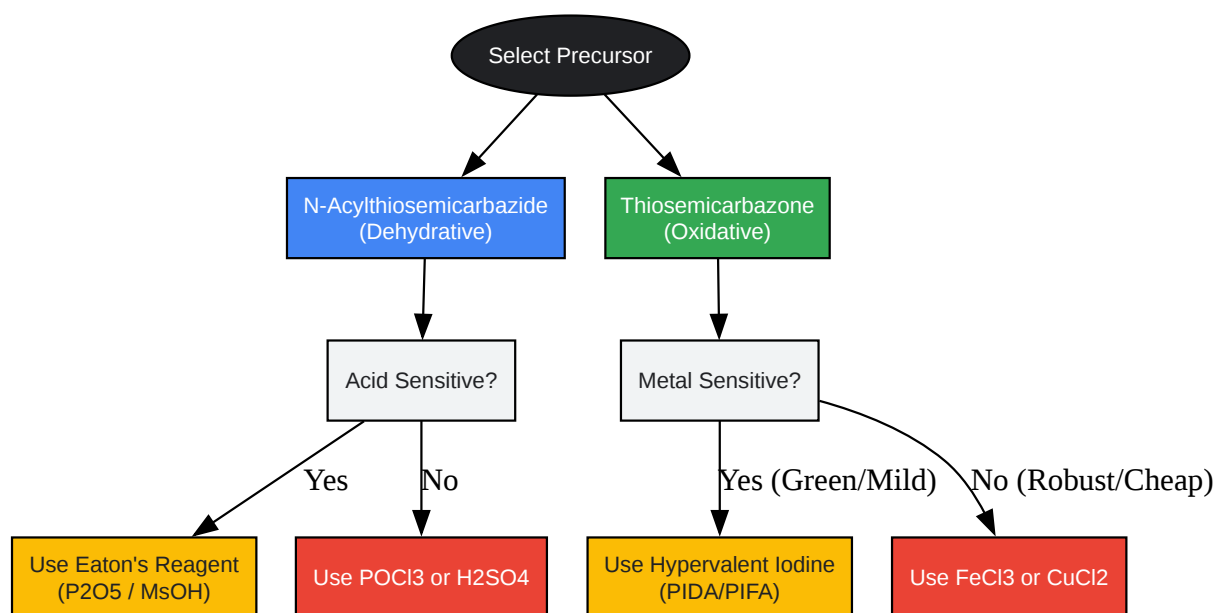 Select Precursor
N-Acylthiosemicarbazide
(Dehydrative)
Thiosemicarbazone
(Oxidative)
Acid Sensitive?
Metal Sensitive?
Yes
No
Yes (Green/Mild)
No (Robust/Cheap)
Use Eaton's Reagent
(P2O5 / MsOH)
Use POCl3 or H2SO4
Use Hypervalent Iodine
(PIDA/PIFA)
Use FeCl3 or CuCl2